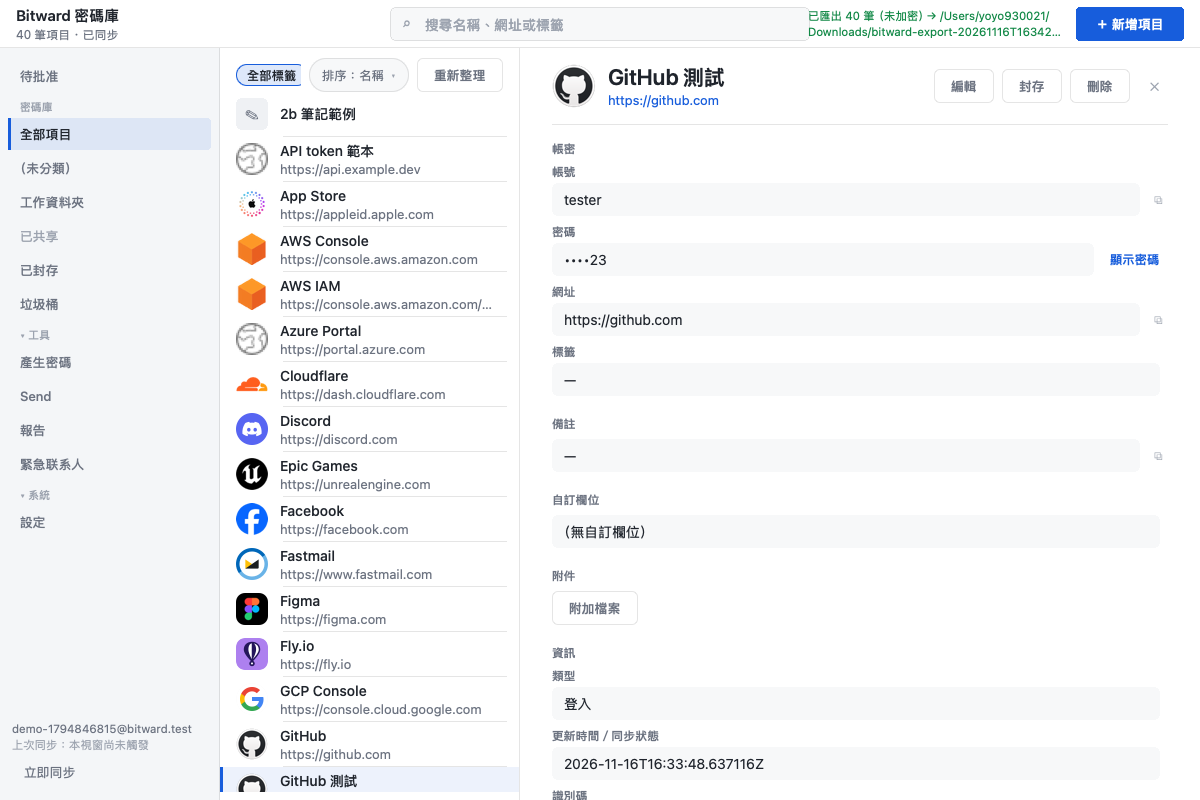 Bitward 密碼庫
40 筆項目 · 已同步
搜尋名稱、網址或標籤
已匯出 40 筆 (未加密) → /Users/yoyo930021/
Downloads/bitward-export-20261116T16342...
+ 新增項目
待批准
密碼庫
全部項目
(未分類)
工作資料夾
已共享
已封存
垃圾桶
工具
產生密碼
Send
報告
緊急联系人
系統
設定
demo-1794846815@bitward.test
上次同步：本視窗尚未觸發
立即同步
全部標籤
排序：名稱
重新整理
2b 筆記範例
API token 範本
https://api.example.dev
App Store
https://appleid.apple.com
AWS Console
https://console.aws.amazon.com
AWS IAM
https://console.aws.amazon.com/...
Azure Portal
https://portal.azure.com
Cloudflare
https://dash.cloudflare.com
Discord
https://discord.com
Epic Games
https://unrealengine.com
Facebook
https://facebook.com
Fastmail
https://www.fastmail.com
Figma
https://figma.com
Fly.io
https://fly.io
GCP Console
https://console.cloud.google.com
GitHub
https://github.com
GitHub 測試
GitHub 測試
https://github.com
編輯
封存
刪除
帳密
帳號
tester
密碼
••••23
顯示密碼
網址
https://github.com
標籤
—
備註
—
自訂欄位
(無自訂欄位)
附件
附加檔案
資訊
類型
登入
更新時間 / 同步狀態
2026-11-16T16:33:48.637116Z
識別碼